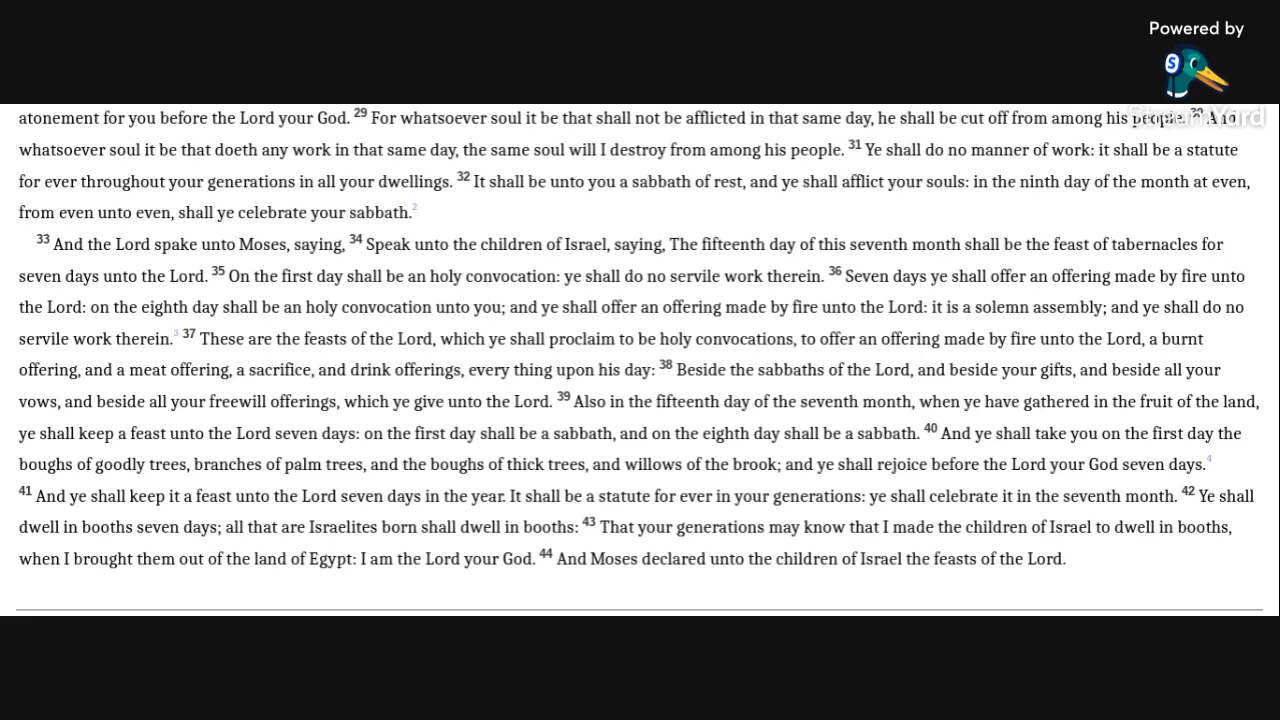 Powered by
S
StreamYard
atonement for you before the Lord your God. 29 For whatsoever soul it be that shall not be afflicted in that same day, he shall be cut off from among his people. 30 And
whatsoever soul it be that doeth any work in that same day, the same soul will I destroy from among his people. 31 Ye shall do no manner of work: it shall be a statute
for ever throughout your generations in all your dwellings. 32 It shall be unto you a sabbath of rest, and ye shall afflict your souls: in the ninth day of the month at even,
from even unto even, shall ye celebrate your sabbath.2
33 And the Lord spake unto Moses, saying, 34 Speak unto the children of Israel, saying, The fifteenth day of this seventh month shall be the feast of tabernacles for
seven days unto the Lord. 35 On the first day shall be an holy convocation: ye shall do no servile work therein. 36 Seven days ye shall offer an offering made by fire unto
the Lord: on the eighth day shall be an holy convocation unto you; and ye shall offer an offering made by fire unto the Lord: it is a solemn assembly; and ye shall do no
servile work therein.3 37 These are the feasts of the Lord, which ye shall proclaim to be holy convocations, to offer an offering made by fire unto the Lord, a burnt
offering, and a meat offering, a sacrifice, and drink offerings, every thing upon his day: 38 Beside the sabbaths of the Lord, and beside your gifts, and beside all your
vows, and beside all your freewill offerings, which ye give unto the Lord. 39 Also in the fifteenth day of the seventh month, when ye have gathered in the fruit of the land,
ye shall keep a feast unto the Lord seven days: on the first day shall be a sabbath, and on the eighth day shall be a sabbath. 40 And ye shall take you on the first day the
boughs of goodly trees, branches of palm trees, and the boughs of thick trees, and willows of the brook; and ye shall rejoice before the Lord your God seven days.4
41 And ye shall keep it a feast unto the Lord seven days in the year. It shall be a statute for ever in your generations: ye shall celebrate it in the seventh month. 42 Ye shall
dwell in booths seven days; all that are Israelites born shall dwell in booths: 43 That your generations may know that I made the children of Israel to dwell in booths,
when I brought them out of the land of Egypt: I am the Lord your God. 44 And Moses declared unto the children of Israel the feasts of the Lord.